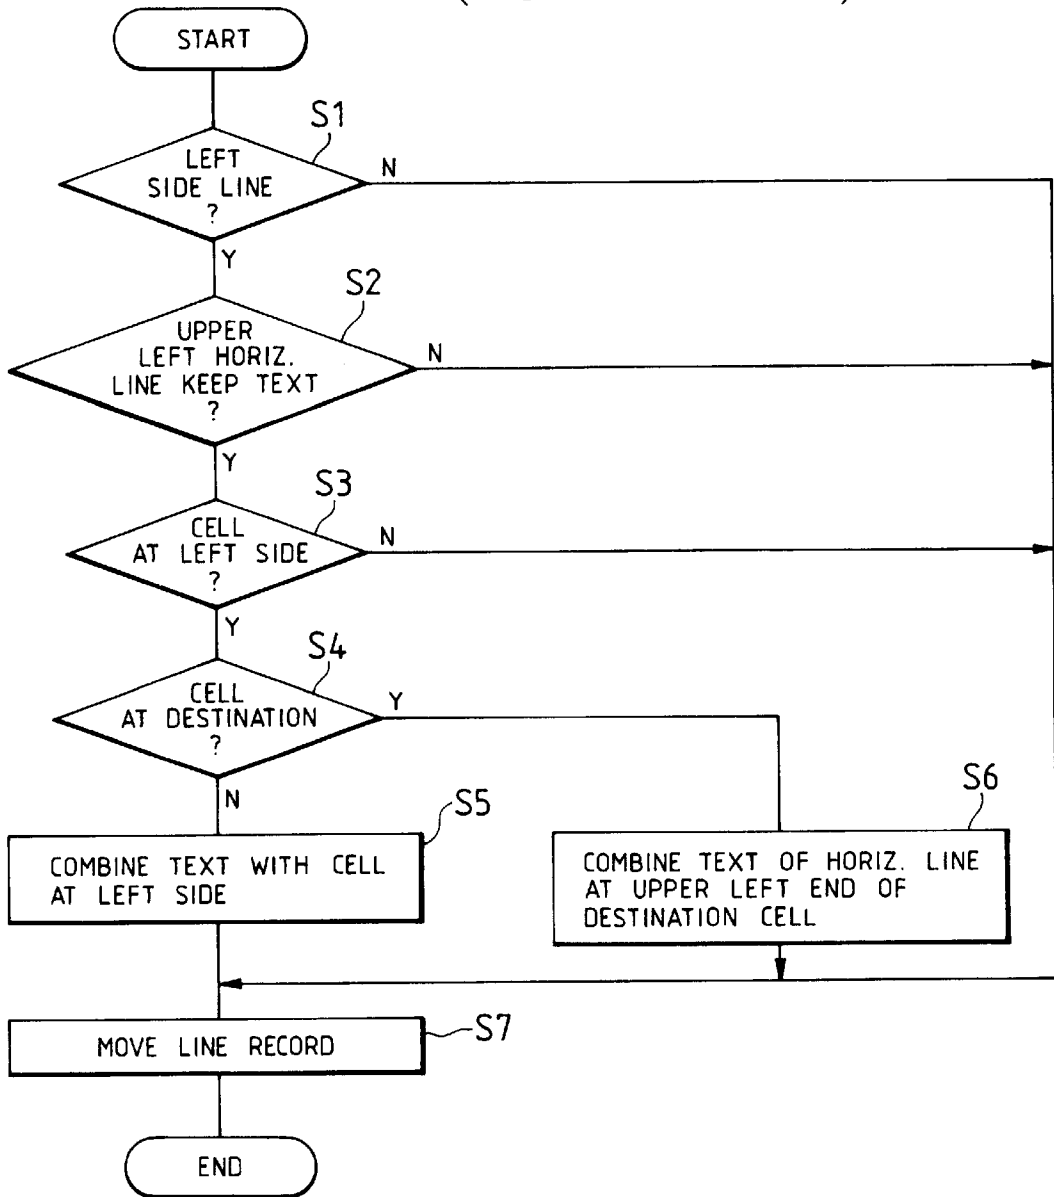 START
S1
LEFT
SIDE LINE
?
N
Y
S2
UPPER
LEFT HORIZ.
LINE KEEP TEXT
?
N
Y
S3
CELL
AT LEFT SIDE
?
N
Y
S4
CELL
AT DESTINATION
?
Y
N
S5
COMBINE TEXT WITH CELL
AT LEFT SIDE
S6
COMBINE TEXT OF HORIZ. LINE
AT UPPER LEFT END OF
DESTINATION CELL
MOVE LINE RECORD
S7
END